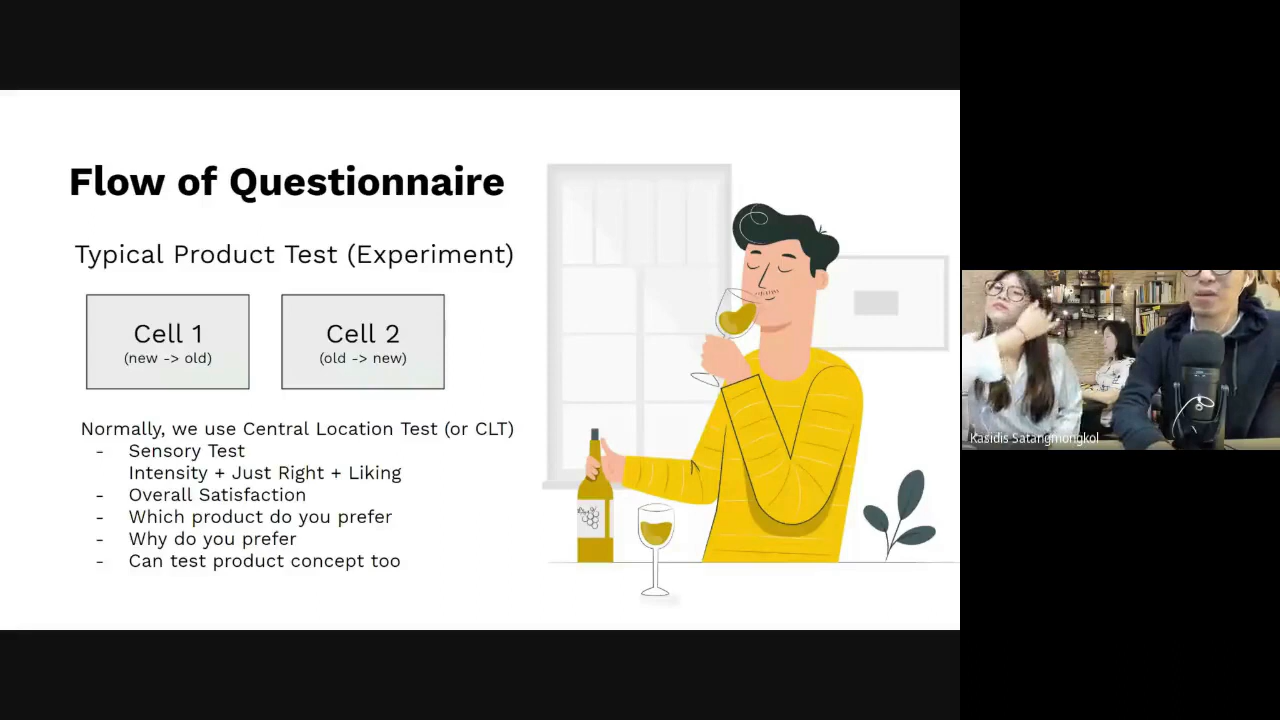 Flow of Questionnaire
Typical Product Test (Experiment)
Cell 1
(new -> old)
Cell 2
(old -> new)
Normally, we use Central Location Test (or CLT)
- Sensory Test
Intensity + Just Right + Liking
- Overall Satisfaction
- Which product do you prefer
- Why do you prefer
- Can test product concept too
Kasidis Satangmongkol